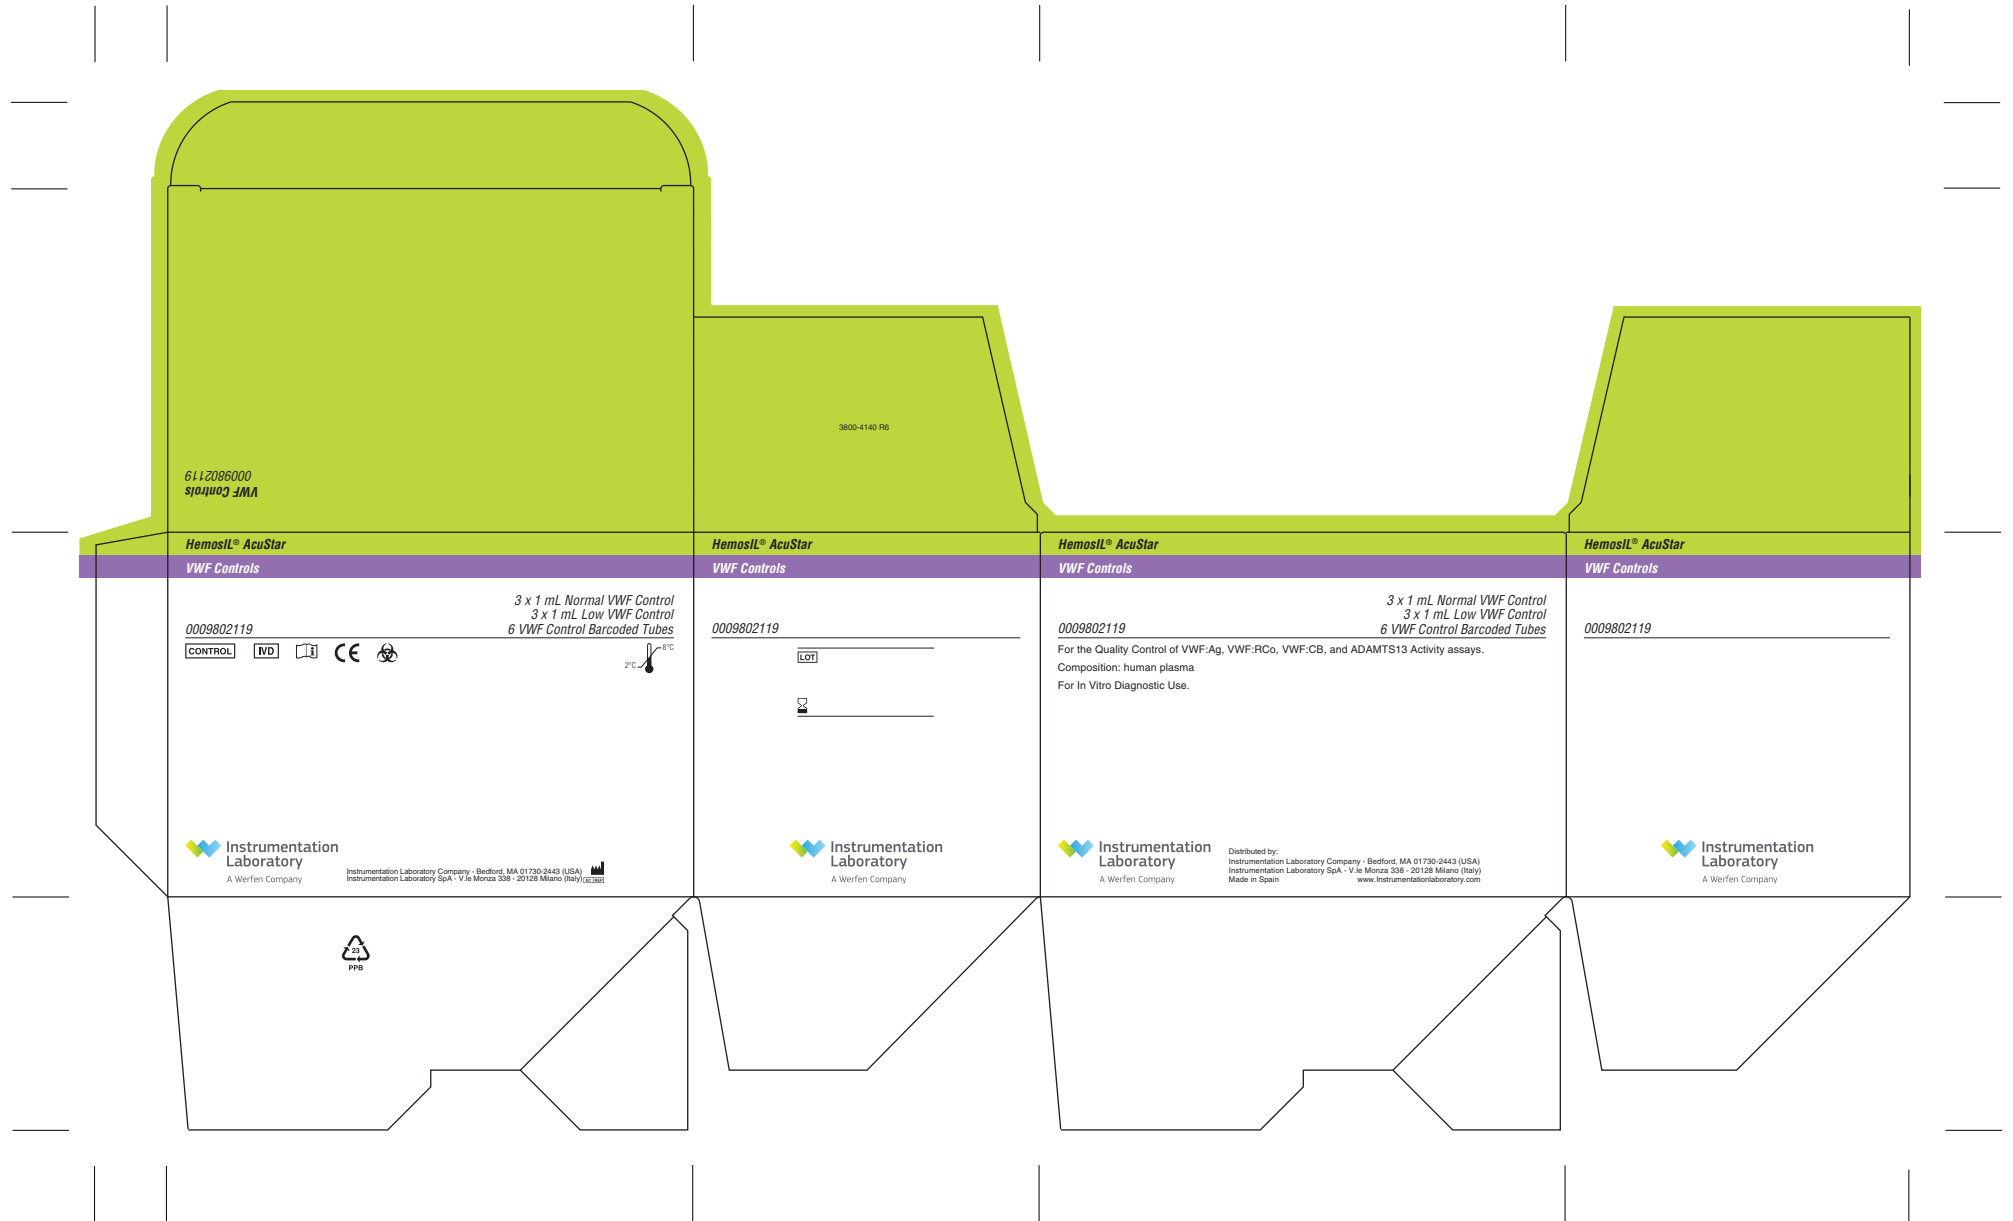 3800-4140 R6
VWF Controls
0009802119
HemosIL® AcuStar
VWF Controls
3 x 1 mL Normal VWF Control
3 x 1 mL Low VWF Control
0009802119
6 VWF Control Barcoded Tubes
CONTROL
IVD
CE
8°C
2°C
Instrumentation
Laboratory
A Werfen Company
Instrumentation Laboratory Company - Bedford, MA 01730-2443 (USA)
Instrumentation Laboratory SpA - V.le Monza 338 - 20128 Milano (Italy)
23
PPB
HemosIL® AcuStar
VWF Controls
0009802119
LOT
Instrumentation
Laboratory
A Werfen Company
HemosIL® AcuStar
VWF Controls
3 x 1 mL Normal VWF Control
3 x 1 mL Low VWF Control
0009802119
6 VWF Control Barcoded Tubes
For the Quality Control of VWF:Ag, VWF:RCo, VWF:CB, and ADAMTS13 Activity assays.
Composition: human plasma
For In Vitro Diagnostic Use.
Instrumentation
Laboratory
A Werfen Company
Distributed by:
Instrumentation Laboratory Company - Bedford, MA 01730-2443 (USA)
Instrumentation Laboratory SpA - V.le Monza 338 - 20128 Milano (Italy)
Made in Spain www.Instrumentationlaboratory.com
HemosIL® AcuStar
VWF Controls
0009802119
Instrumentation
Laboratory
A Werfen Company